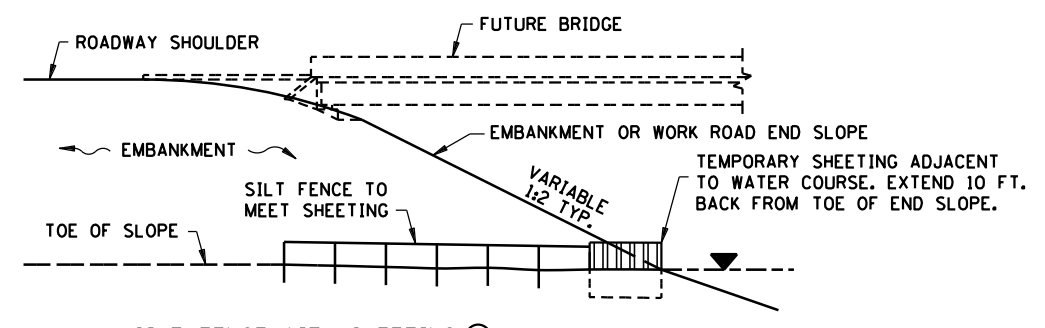 FUTURE BRIDGE
ROADWAY SHOULDER
EMBANKMENT OR WORK ROAD END SLOPE
EMBANKMENT
TEMPORARY SHEETING ADJACENT
TO WATER COURSE. EXTEND 10 FT.
BACK FROM TOE OF END SLOPE.
VARIABLE
1:2 TYP.
SILT FENCE TO
MEET SHEETING
TOE OF SLOPE